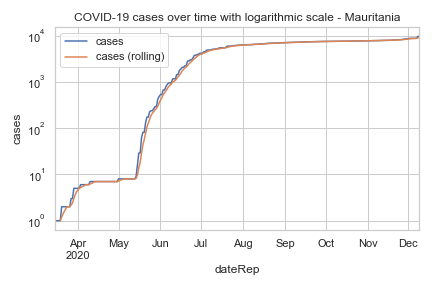 COVID-19 cases over time with logarithmic scale - Mauritania
cases
cases (rolling)
10⁴
10³
10²
10¹
10⁰
cases
Apr May Jun Jul Aug Sep Oct Nov Dec
2020
dateRep